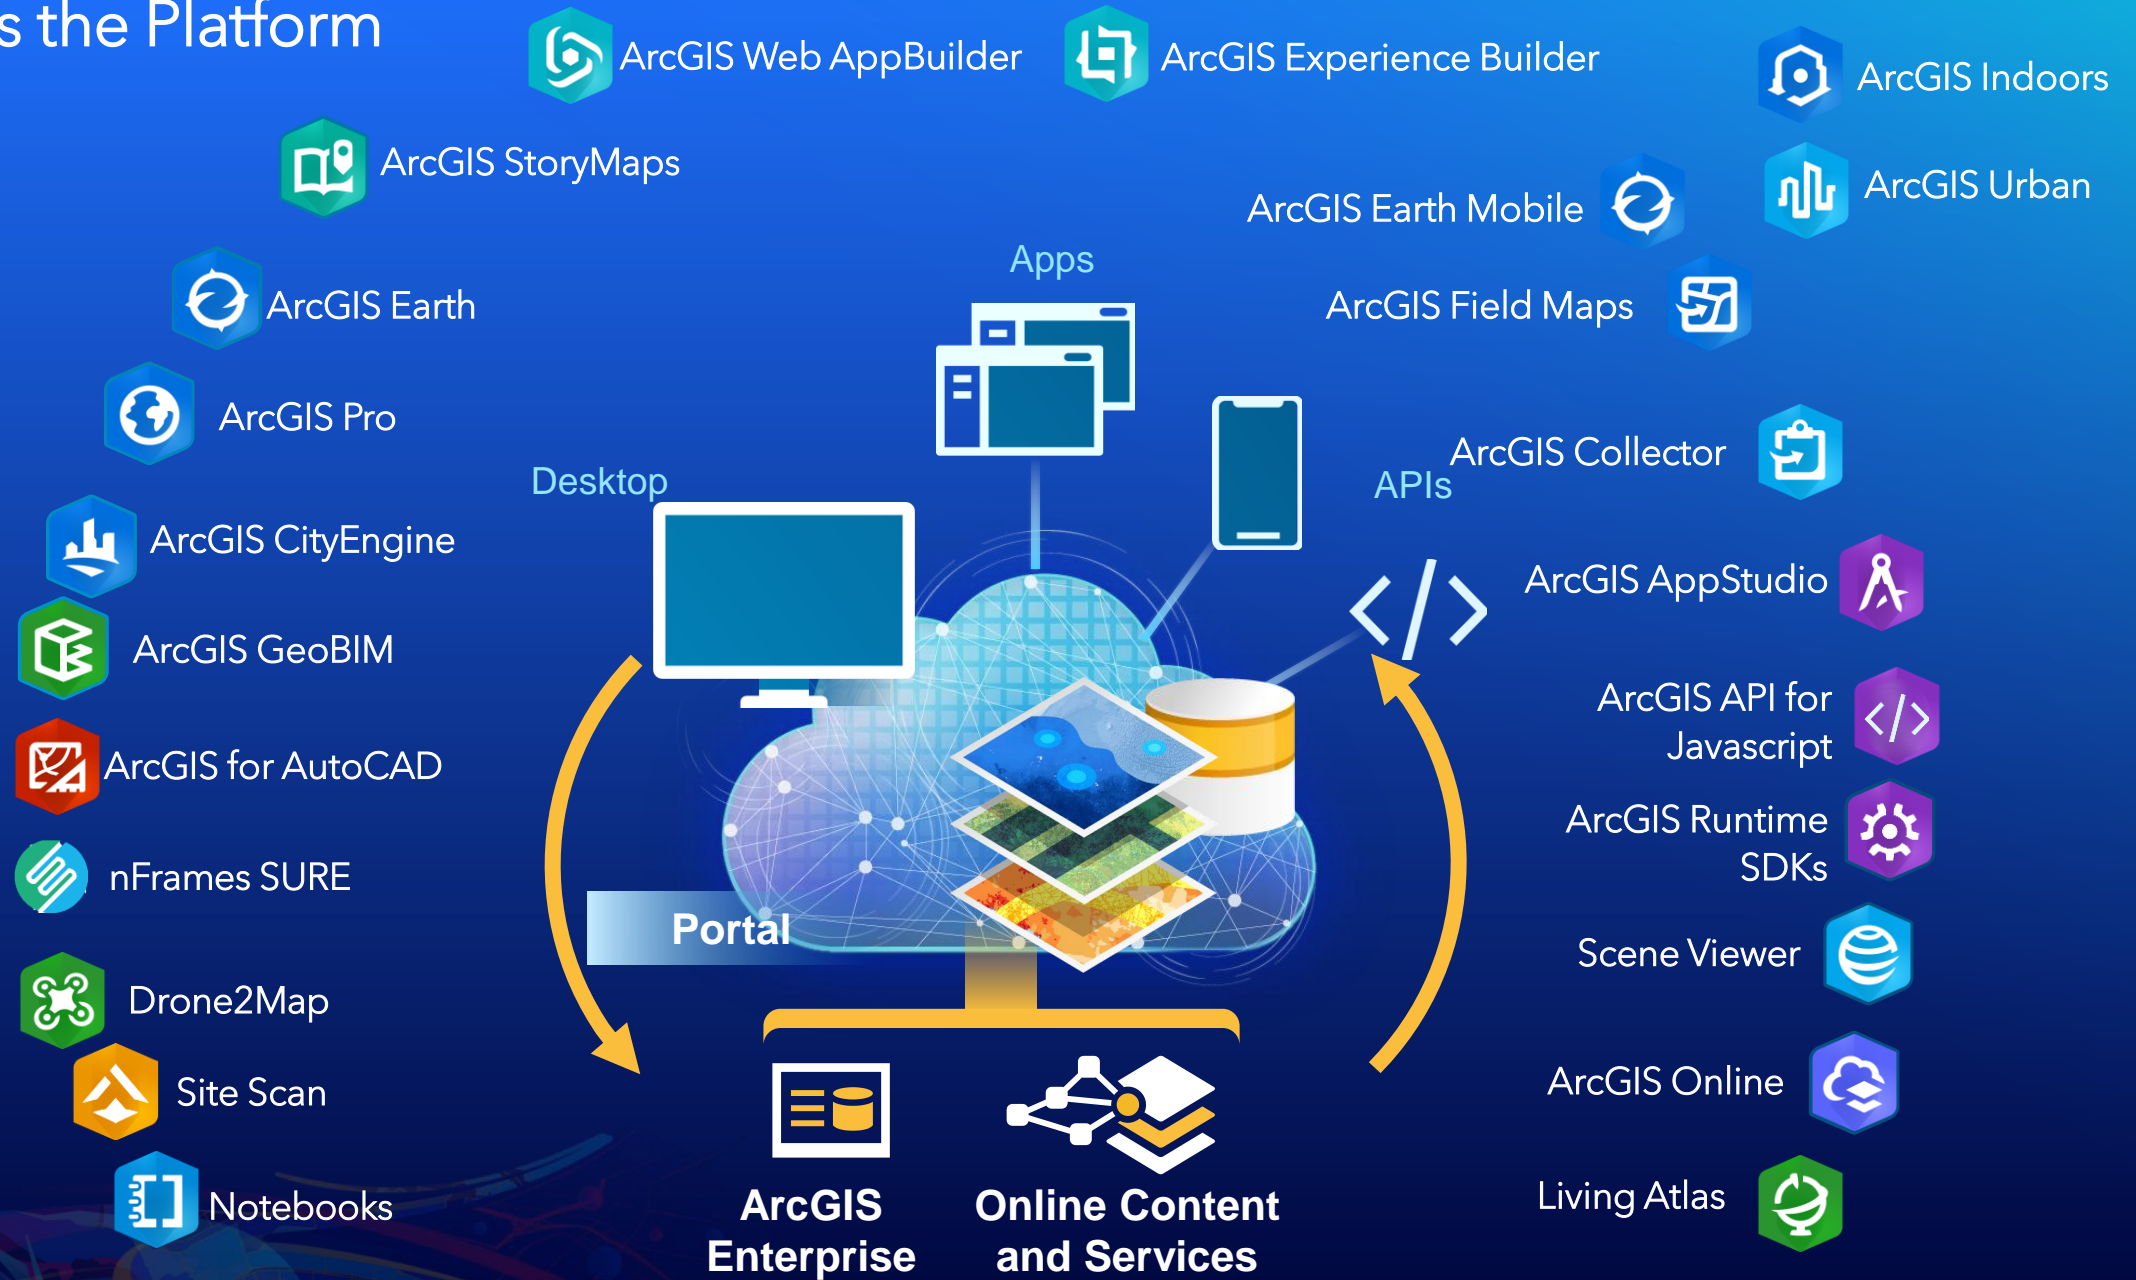 s the Platform
ArcGIS Web AppBuilder
ArcGIS Experience Builder
ArcGIS Indoors
ArcGIS StoryMaps
ArcGIS Earth Mobile
ArcGIS Urban
Apps
ArcGIS Earth
ArcGIS Field Maps
ArcGIS Pro
Desktop
ArcGIS Collector
APIs
ArcGIS CityEngine
ArcGIS AppStudio
ArcGIS GeoBIM
ArcGIS API for
Javascript
ArcGIS for AutoCAD
ArcGIS Runtime
SDKs
nFrames SURE
Portal
Scene Viewer
Drone2Map
Site Scan
ArcGIS Online
Notebooks
ArcGIS
Enterprise
Online Content
and Services
Living Atlas